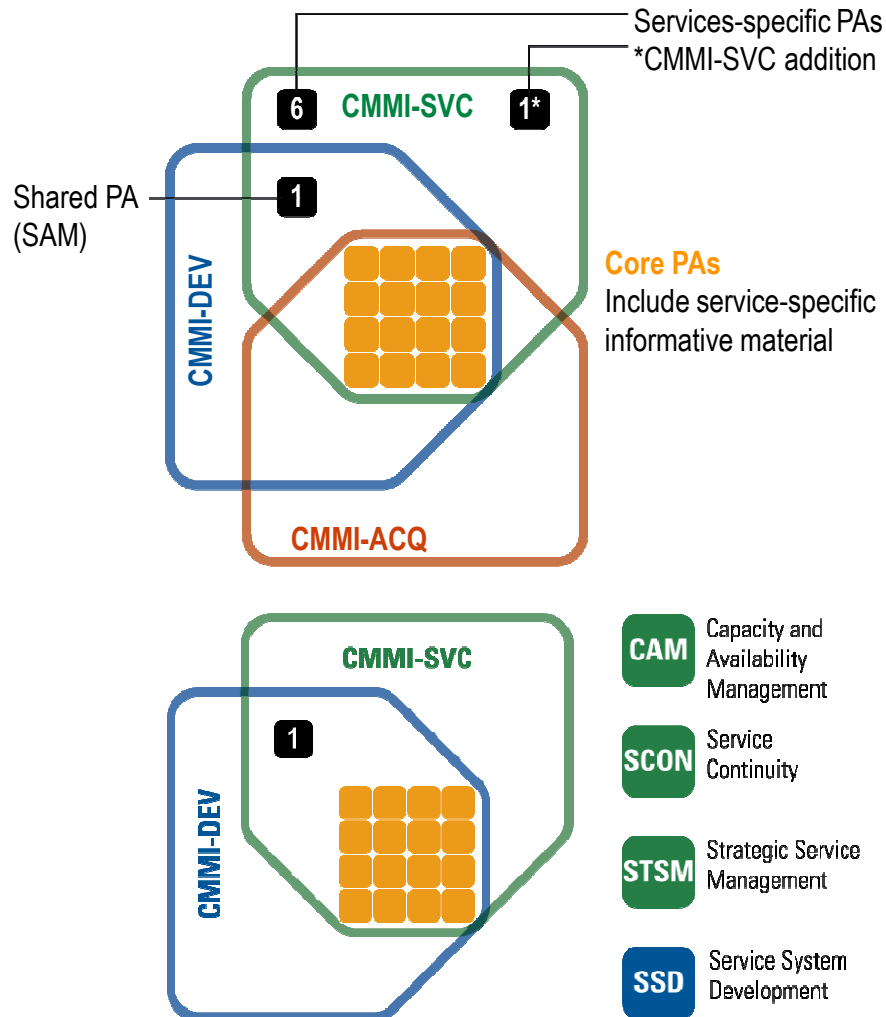 Services-specific PAs
*CMMI-SVC addition
6
CMMI-SVC
1*
Shared PA
(SAM)
1
CMMI-DEV
Core PAs
Include service-specific
informative material
CMMI-ACQ
CMMI-SVC
1
CMMI-DEV
CAM
Capacity and
Availability
Management
SCON
Service
Continuity
STSM
Strategic Service
Management
SSD
Service System
Development